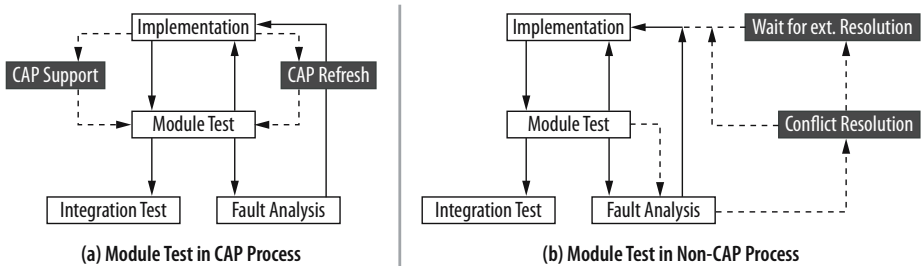 Implementation
CAP Support
CAP Refresh
Module Test
Integration Test
Fault Analysis
(a) Module Test in CAP Process
Implementation
Wait for ext. Resolution
Module Test
Conflict Resolution
Integration Test
Fault Analysis
(b) Module Test in Non-CAP Process